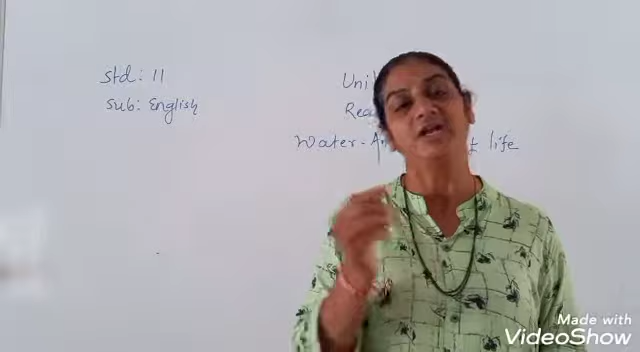 Std: 11
Sub: English
Uni
Rea
Water-
life
Made with
VideoShow